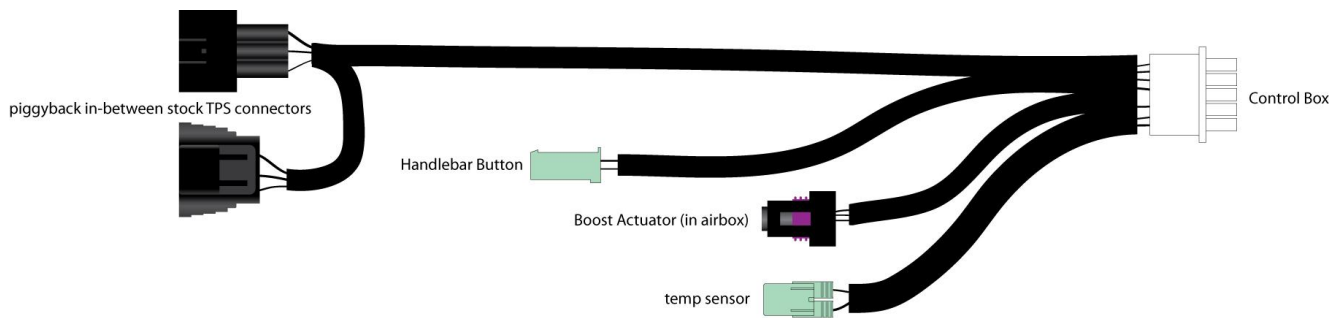 piggyback in-between stock TPS connectors
Control Box
Handlebar Button
Boost Actuator (in airbox)
temp sensor